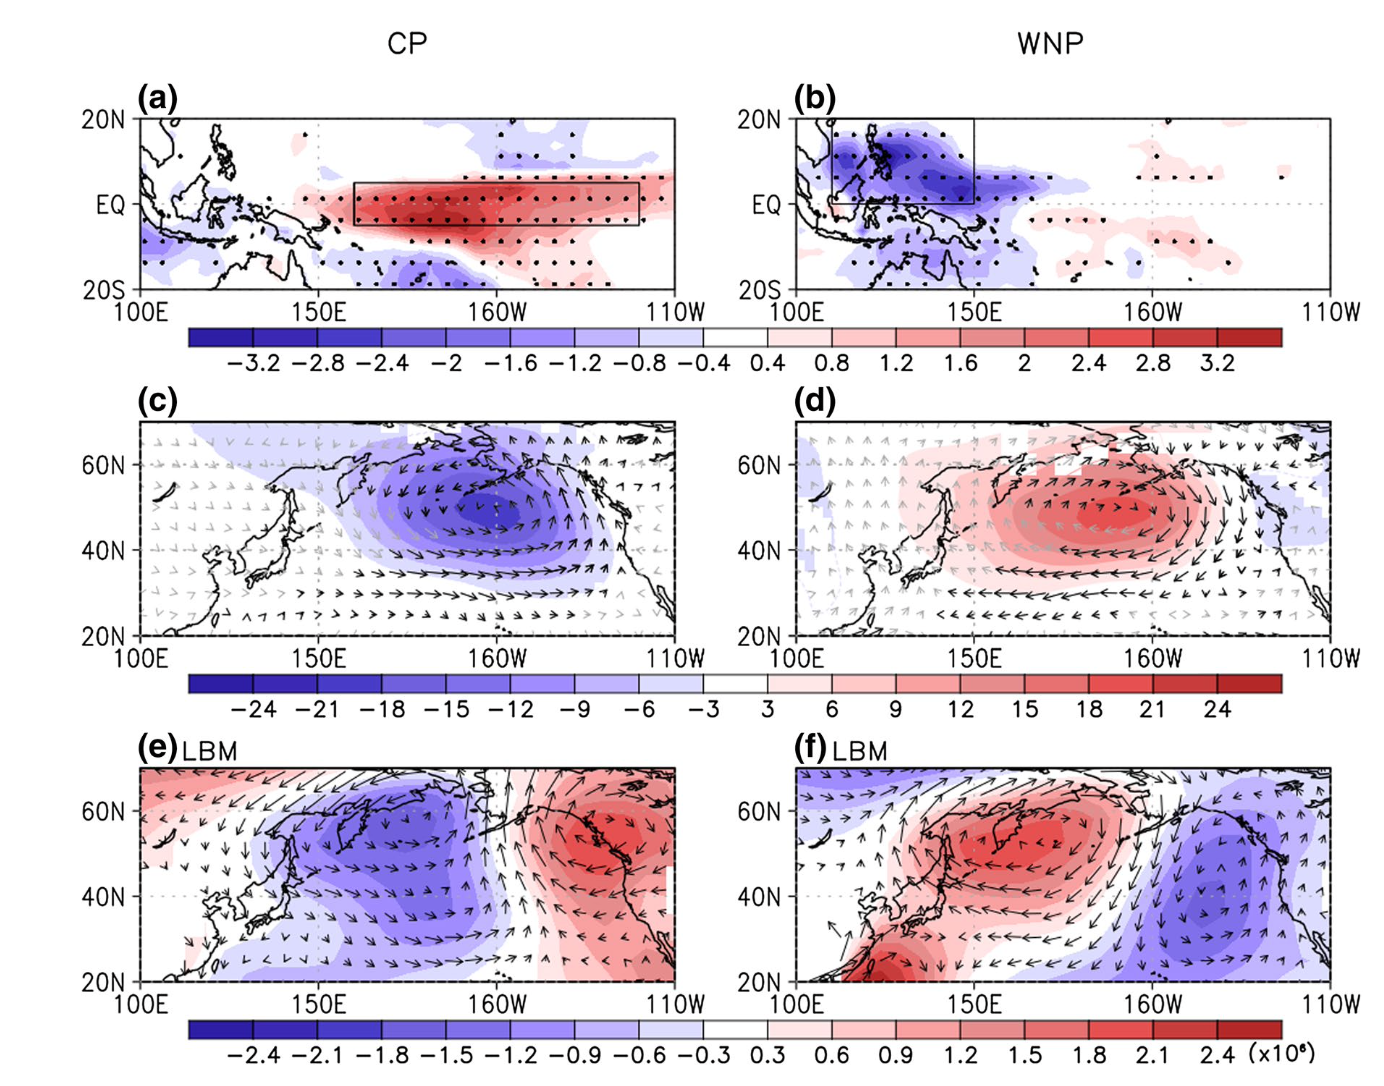 CP WNP
(a) (b)
20N 20N
EQ EQ
20S 20S
100E 150E 160W 110W 100E 150E 160W 110W
−3.2 −2.8 −2.4 −2 −1.6 −1.2 −0.8 −0.4 0.4 0.8 1.2 1.6 2 2.4 2.8 3.2
(c) (d)
60N 60N
40N 40N
20N 20N
100E 150E 160W 110W 100E 150E 160W 110W
−24 −21 −18 −15 −12 −9 −6 −3 3 6 9 12 15 18 21 24
(e) LBM (f) LBM
60N 60N
40N 40N
20N 20N
100E 150E 160W 110W 100E 150E 160W 110W
−2.4 −2.1 −1.8 −1.5 −1.2 −0.9 −0.6 −0.3 0.3 0.6 0.9 1.2 1.5 1.8 2.1 2.4 (x10⁶)